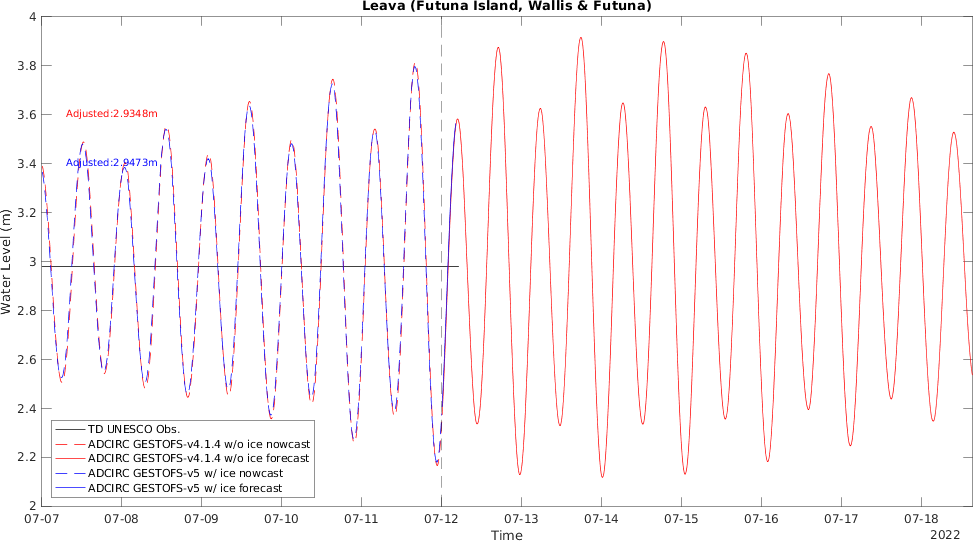 Leava (Futuna Island, Wallis & Futuna)
4
3.8
3.6
3.4
3.2
3
2.8
2.6
2.4
2.2
2
Water Level (m)
Adjusted:2.9348m
Adjusted:2.9473m
TD UNESCO Obs.
ADCIRC GESTOFS-v4.1.4 w/o ice nowcast
ADCIRC GESTOFS-v4.1.4 w/o ice forecast
ADCIRC GESTOFS-v5 w/ ice nowcast
ADCIRC GESTOFS-v5 w/ ice forecast
07-07 07-08 07-09 07-10 07-11 07-12 07-13 07-14 07-15 07-16 07-17 07-18
Time
2022